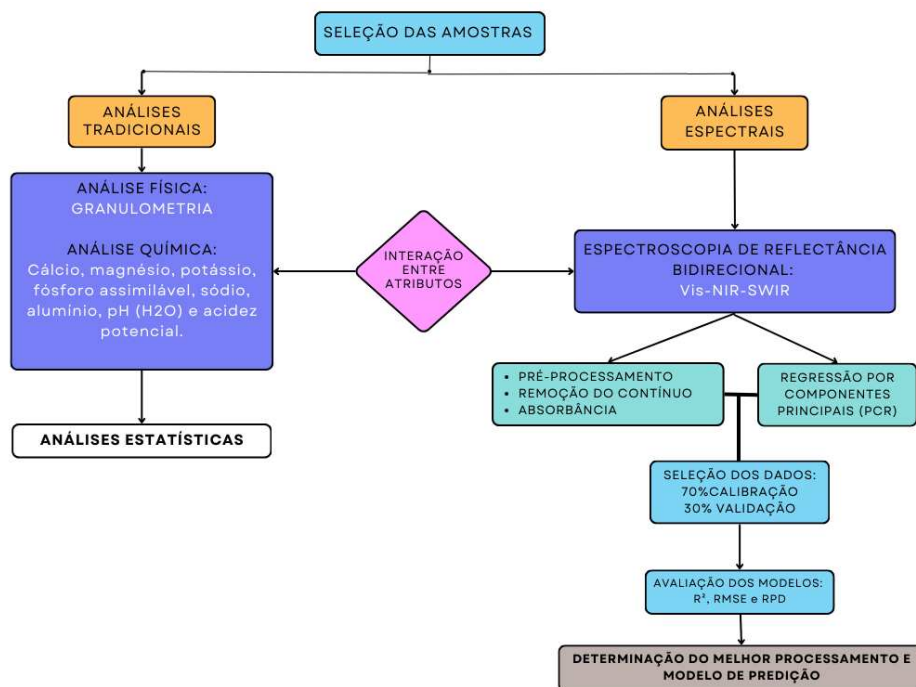 SELEÇÃO DAS AMOSTRAS
ANÁLISES
TRADICIONAIS
ANÁLISES
ESPECTRAIS
ANÁLISE FÍSICA:
GRANULOMETRIA
ANÁLISE QUÍMICA:
Cálcio, magnésio, potássio,
fósforo assimilável, sódio,
alumínio, pH (H2O) e acidez
potencial.
INTERAÇÃO
ENTRE
ATRIBUTOS
ESPECTROSCOPIA DE REFLECTÂNCIA
BIDIRECIONAL:
Vis-NIR-SWIR
• PRÉ-PROCESSAMENTO
• REMOÇÃO DO CONTÍNUO
• ABSORBÂNCIA
REGRESSÃO POR
COMPONENTES
PRINCIPAIS (PCR)
ANÁLISES ESTATÍSTICAS
SELEÇÃO DOS DADOS:
70%CALIBRAÇÃO
30% VALIDAÇÃO
AVALIAÇÃO DOS MODELOS:
R², RMSE e RPD
DETERMINAÇÃO DO MELHOR PROCESSAMENTO E
MODELO DE PREDIÇÃO